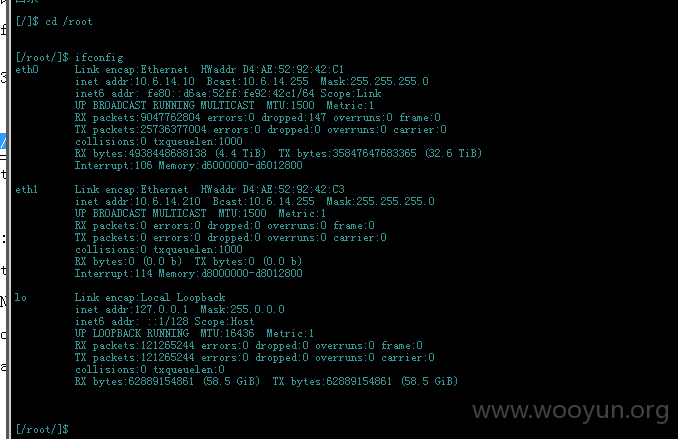 [/]$ cd /root
[/root/]$ ifconfig
eth0 Link encap:Ethernet HWaddr D4:AE:52:92:42:C1
inet addr:10.6.14.10 Bcast:10.6.14.255 Mask:255.255.255.0
inet6 addr: fe80::d6ae:52ff:fe92:42c1/64 Scope:Link
UP BROADCAST RUNNING MULTICAST MTU:1500 Metric:1
RX packets:9047762804 errors:0 dropped:147 overruns:0 frame:0
TX packets:25736377004 errors:0 dropped:0 overruns:0 carrier:0
collisions:0 txqueuelen:1000
RX bytes:4938448688138 (4.4 TiB) TX bytes:35847647683365 (32.6 TiB)
Interrupt:106 Memory:d6000000-d6012800
eth1 Link encap:Ethernet HWaddr D4:AE:52:92:42:C3
inet addr:10.6.14.210 Bcast:10.6.14.255 Mask:255.255.255.0
UP BROADCAST MULTICAST MTU:1500 Metric:1
RX packets:0 errors:0 dropped:0 overruns:0 frame:0
TX packets:0 errors:0 dropped:0 overruns:0 carrier:0
collisions:0 txqueuelen:1000
RX bytes:0 (0.0 b) TX bytes:0 (0.0 b)
Interrupt:114 Memory:d8000000-d8012800
lo Link encap:Local Loopback
inet addr:127.0.0.1 Mask:255.0.0.0
inet6 addr: ::1/128 Scope:Host
UP LOOPBACK RUNNING MTU:16436 Metric:1
RX packets:121265244 errors:0 dropped:0 overruns:0 frame:0
TX packets:121265244 errors:0 dropped:0 overruns:0 carrier:0
collisions:0 txqueuelen:0
RX bytes:62889154861 (58.5 GiB) TX bytes:62889154861 (58.5 GiB)
www.wooyun.org
[/root/]$